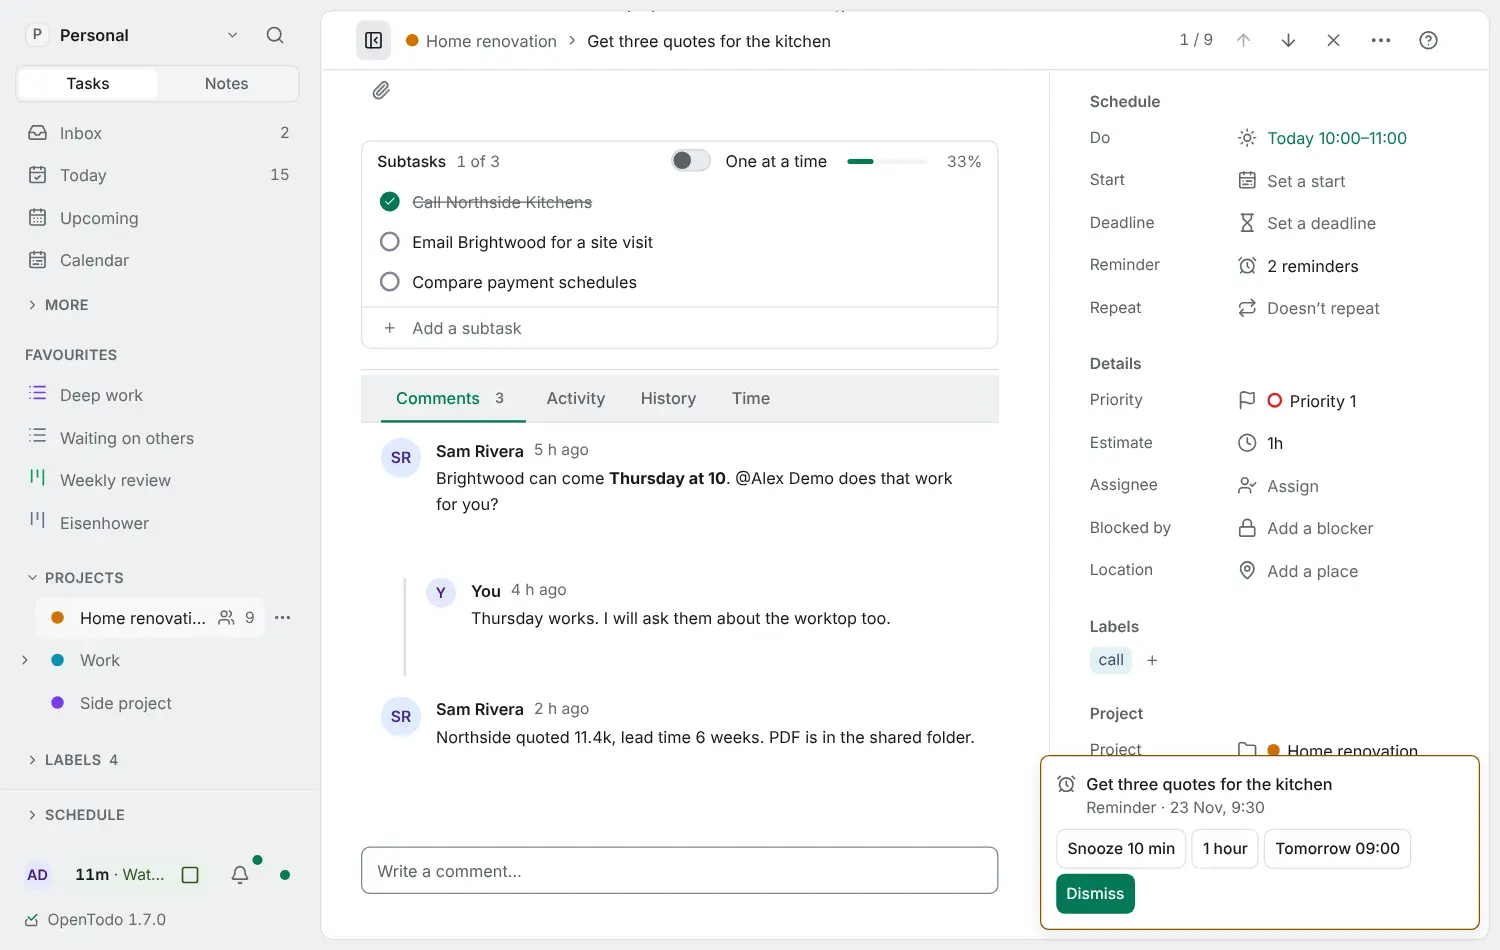 P Personal
Tasks Notes
Inbox 2
Today 15
Upcoming
Calendar
MORE
FAVOURITES
Deep work
Waiting on others
Weekly review
Eisenhower
PROJECTS
Home renovati... 9
Work
Side project
LABELS 4
SCHEDULE
AD 11m · Wat...
OpenTodo 1.7.0
Home renovation > Get three quotes for the kitchen
1 / 9
Subtasks 1 of 3 One at a time 33%
Call Northside Kitchens
Email Brightwood for a site visit
Compare payment schedules
+ Add a subtask
Comments 3 Activity History Time
SR Sam Rivera 5 h ago
Brightwood can come Thursday at 10. @Alex Demo does that work
for you?
Y You 4 h ago
Thursday works. I will ask them about the worktop too.
SR Sam Rivera 2 h ago
Northside quoted 11.4k, lead time 6 weeks. PDF is in the shared folder.
Write a comment...
Schedule
Do Today 10:00–11:00
Start Set a start
Deadline Set a deadline
Reminder 2 reminders
Repeat Doesn’t repeat
Details
Priority Priority 1
Estimate 1h
Assignee Assign
Blocked by Add a blocker
Location Add a place
Labels
call +
Project
Project Home renovation
Get three quotes for the kitchen
Reminder · 23 Nov, 9:30
Snooze 10 min 1 hour Tomorrow 09:00
Dismiss